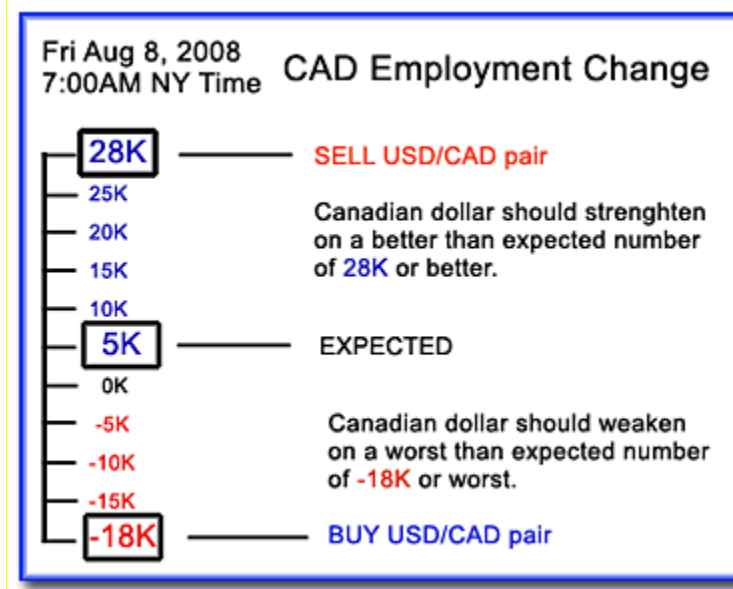 Fri Aug 8, 2008
7:00AM NY Time
CAD Employment Change
28K
SELL USD/CAD pair
25K
Canadian dollar should strenghten
20K
on a better than expected number
15K
of 28K or better.
10K
5K
EXPECTED
0K
-5K
Canadian dollar should weaken
on a worst than expected number
-10K
of -18K or worst.
-15K
-18K
BUY USD/CAD pair